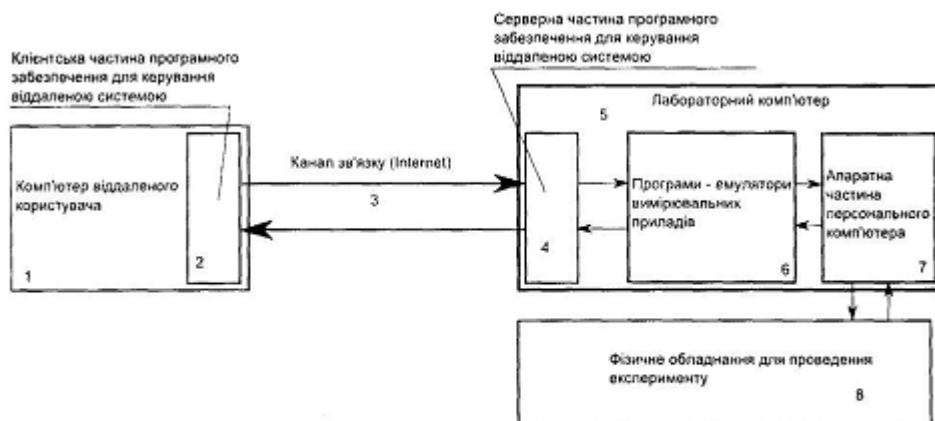 Серверна частина програмного
забезпечення для керування
віддаленою системою
Клієнтська частина програмного
забезпечення для керування
віддаленою системою
Лабораторний комп'ютер
5
Канал зв'язку (Internet)
3
Комп'ютер віддаленого
користувача
1
2
4
Програми - емулятори
вимірювальних
приладів
6
Апаратна
частина
персонального
комп'ютера
7
Фізичне обладнання для проведення
експерименту
8